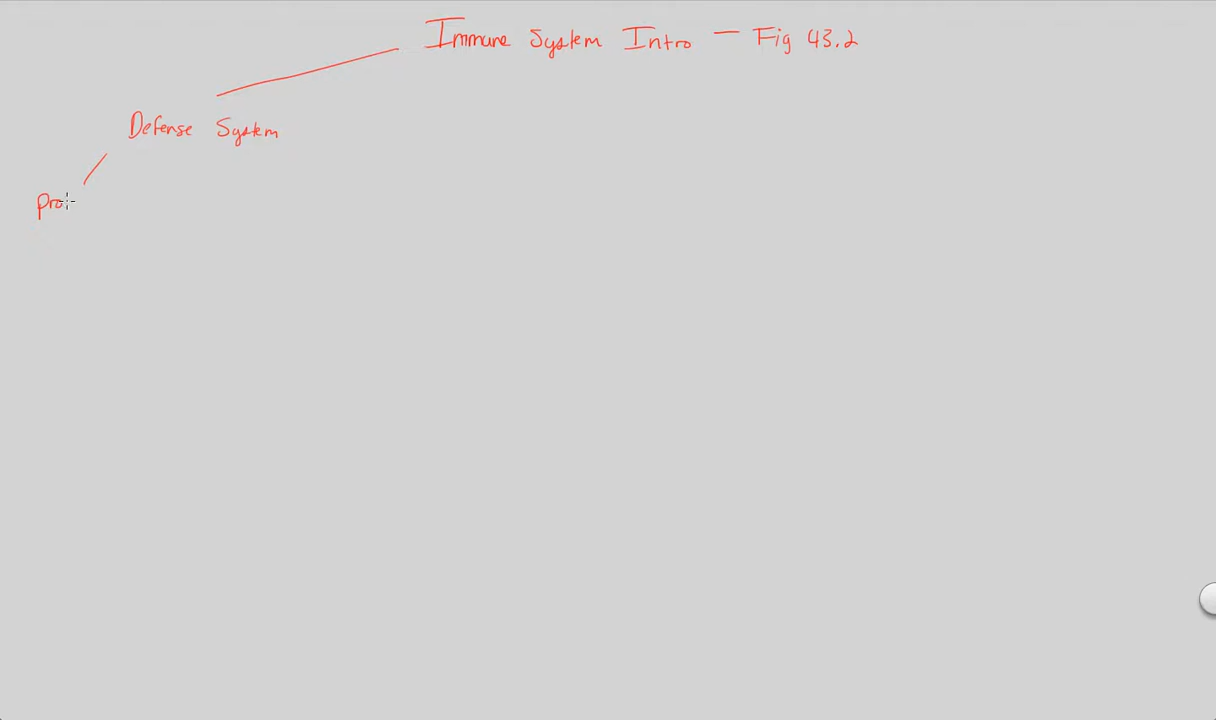 Immune System Intro — Fig 43.2
Defense System
pro